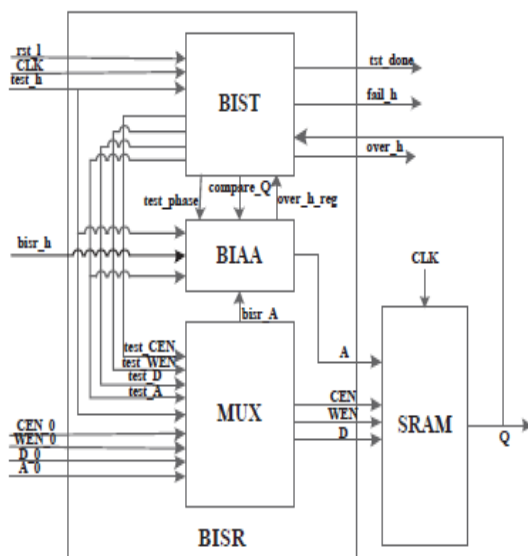 rst_l
CLK
test_h
BIST
tst_done
fail_h
over_h
test_phase
compare_Q
over_h_reg
bisr_h
BIAA
CLK
bisr_A
A
test_CEN
test_WEN
test_D
test_A
MUX
CEN
WEN
D
SRAM
Q
CEN_0
WEN_0
D_0
A_0
BISR